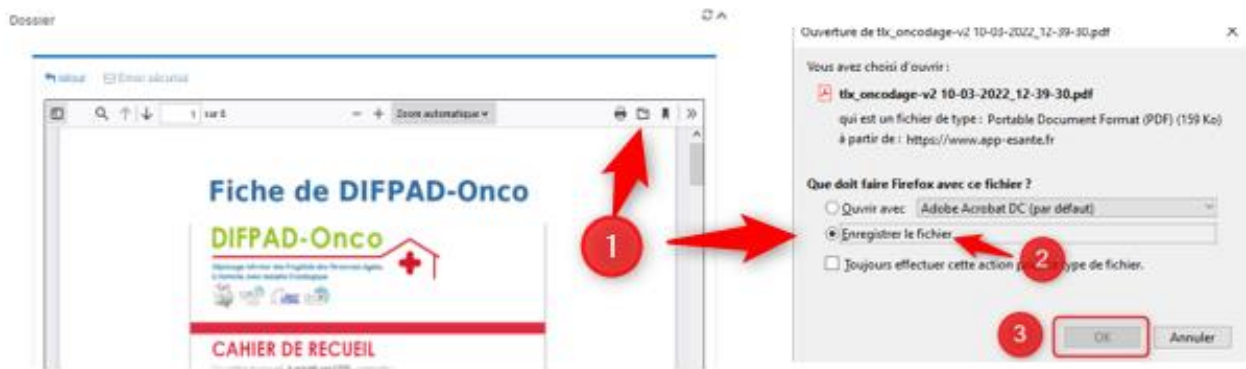 Dossier
retour Envoi sécurisé
1 sur 8
Zoom automatique
Fiche de DIFPAD-Onco
DIFPAD-Onco
CAHIER DE RECUEIL
1
Ouverture de tlx_oncodage-v2 10-03-2022_12-39-30.pdf
Vous avez choisi d'ouvrir :
tlx_oncodage-v2 10-03-2022_12-39-30.pdf
qui est un fichier de type : Portable Document Format (PDF) (159 Ko)
à partir de : https://www.app-esante.fr
Que doit faire Firefox avec ce fichier ?
Ouvrir avec Adobe Acrobat DC (par défaut)
Enregistrer le fichier
2
Toujours effectuer cette action type de fichier.
3
OK Annuler